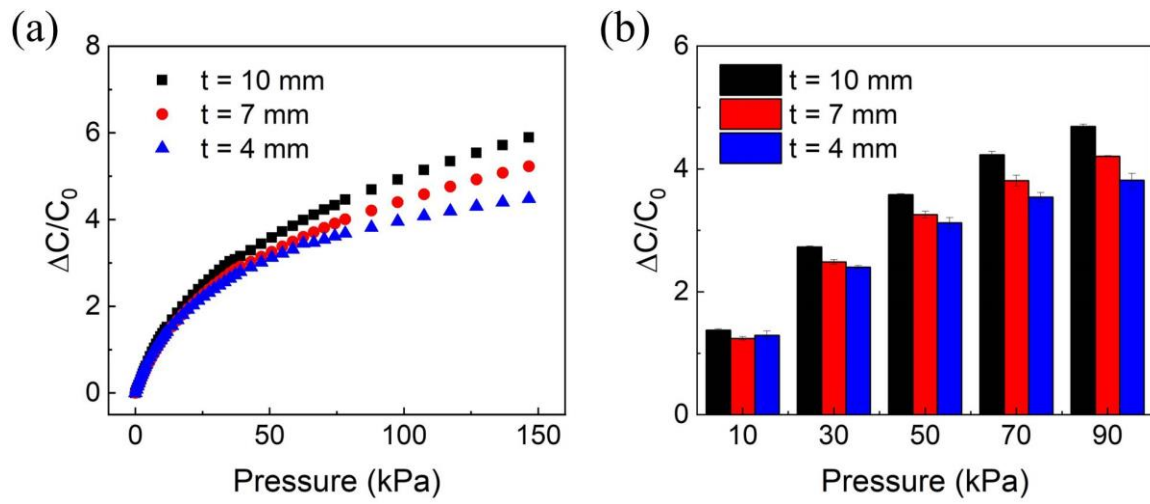 (a)
8
6
4
2
0
ΔC/C₀
t = 10 mm
t = 7 mm
t = 4 mm
0 50 100 150
Pressure (kPa)
(b)
6
4
2
0
ΔC/C₀
t = 10 mm
t = 7 mm
t = 4 mm
10 30 50 70 90
Pressure (kPa)